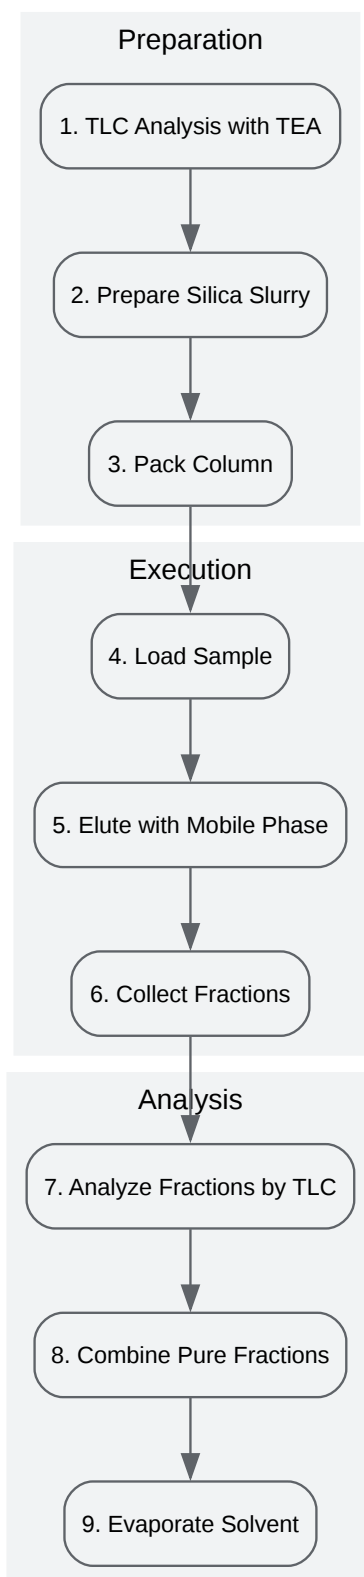 Preparation
1. TLC Analysis with TEA
2. Prepare Silica Slurry
3. Pack Column
Execution
4. Load Sample
5. Elute with Mobile Phase
6. Collect Fractions
Analysis
7. Analyze Fractions by TLC
8. Combine Pure Fractions
9. Evaporate Solvent